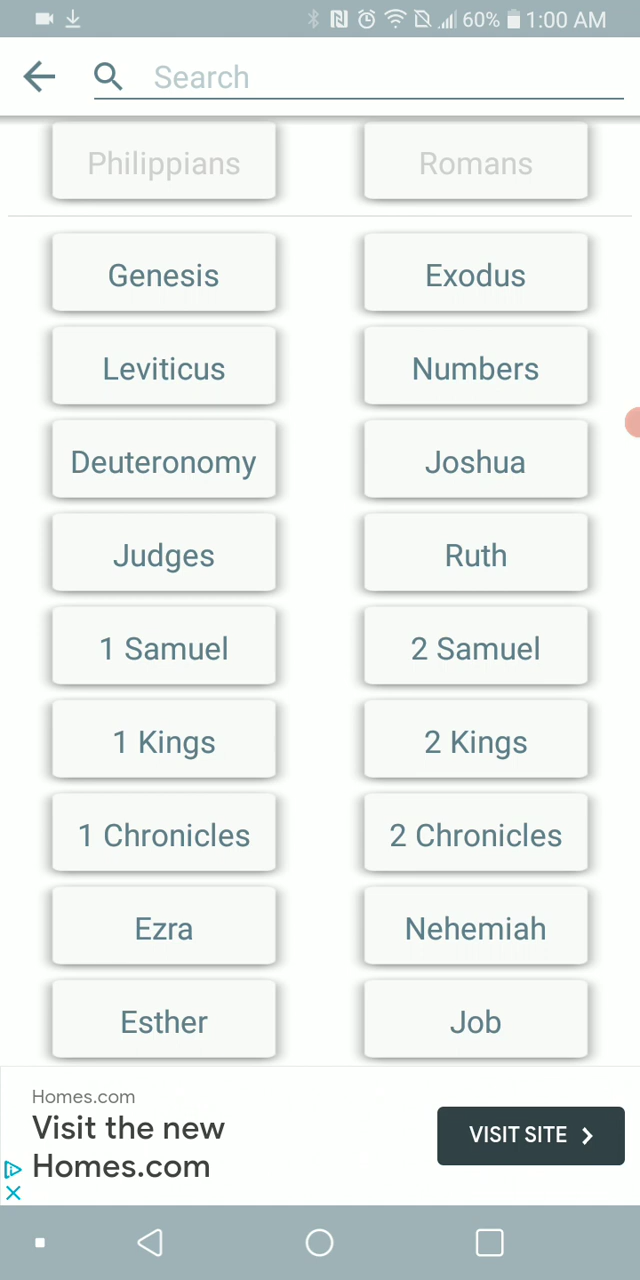 60% 1:00 AM
Search
Philippians Romans
Genesis Exodus
Leviticus Numbers
Deuteronomy Joshua
Judges Ruth
1 Samuel 2 Samuel
1 Kings 2 Kings
1 Chronicles 2 Chronicles
Ezra Nehemiah
Esther Job
Homes.com
Visit the new
Homes.com
VISIT SITE